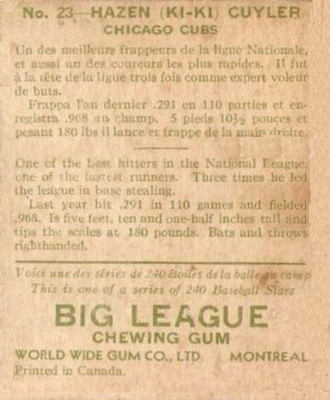 No. 23—HAZEN (KI-KI) CUYLER
CHICAGO CUBS
Un des meilleurs frappeurs de la ligue Nationale,
et aussi un des coureurs les plus rapides. Il fut
à la tête de la ligue trois fois comme expert voleur
de buts.
Frappa l'an dernier .291 en 110 parties et en-
registra .968 au champ. 5 pieds 10½ pouces et
pesant 180 lbs il lance et frappe de la main droite.
One of the best hitters in the National League,
one of the fastest runners. Three times he led
the league in base stealing.
Last year hit .291 in 110 games and fielded
.968. Is five feet, ten and one-half inches tall and
tips the scales at 180 pounds. Bats and throws
righthanded.
Voici une des séries de 240 Etoiles de la balle au camp
This is one of a series of 240 Baseball Stars
BIG LEAGUE
CHEWING GUM
WORLD WIDE GUM CO., LTD. MONTREAL
Printed in Canada.